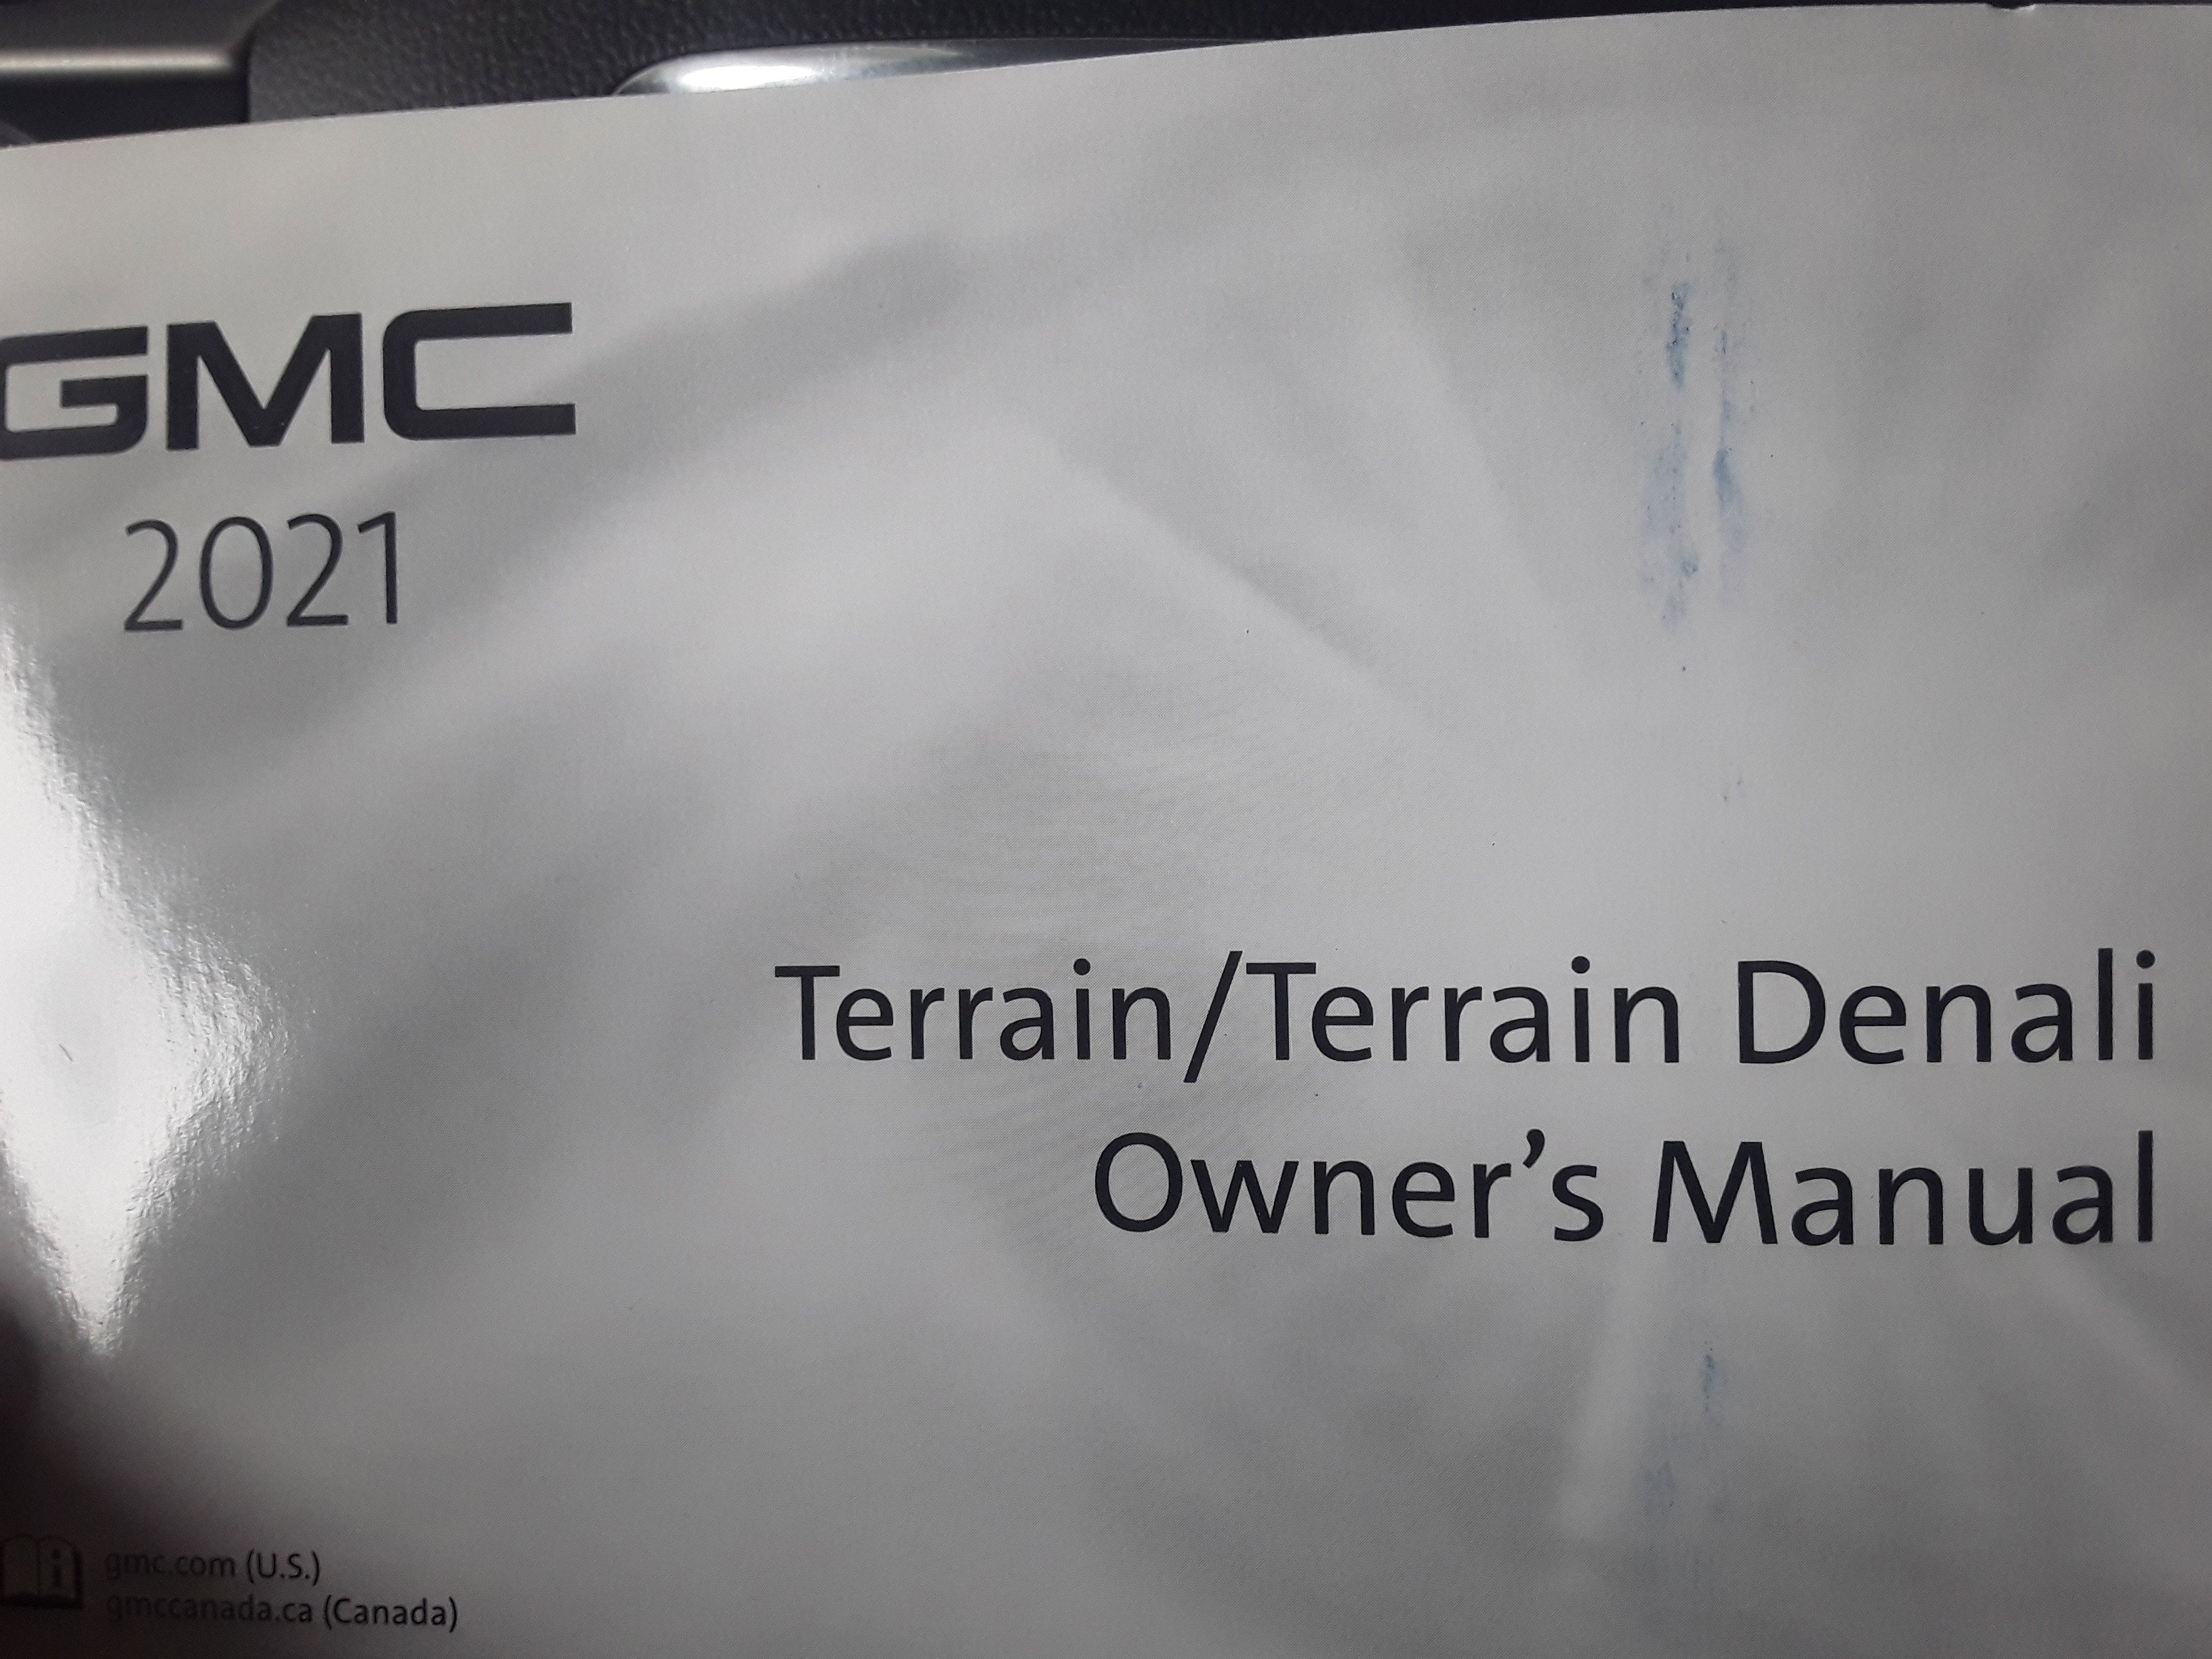 GMC
2021
Terrain/Terrain Denali
Owner's Manual
gmc.com (U.S.)
gmccanada.ca (Canada)